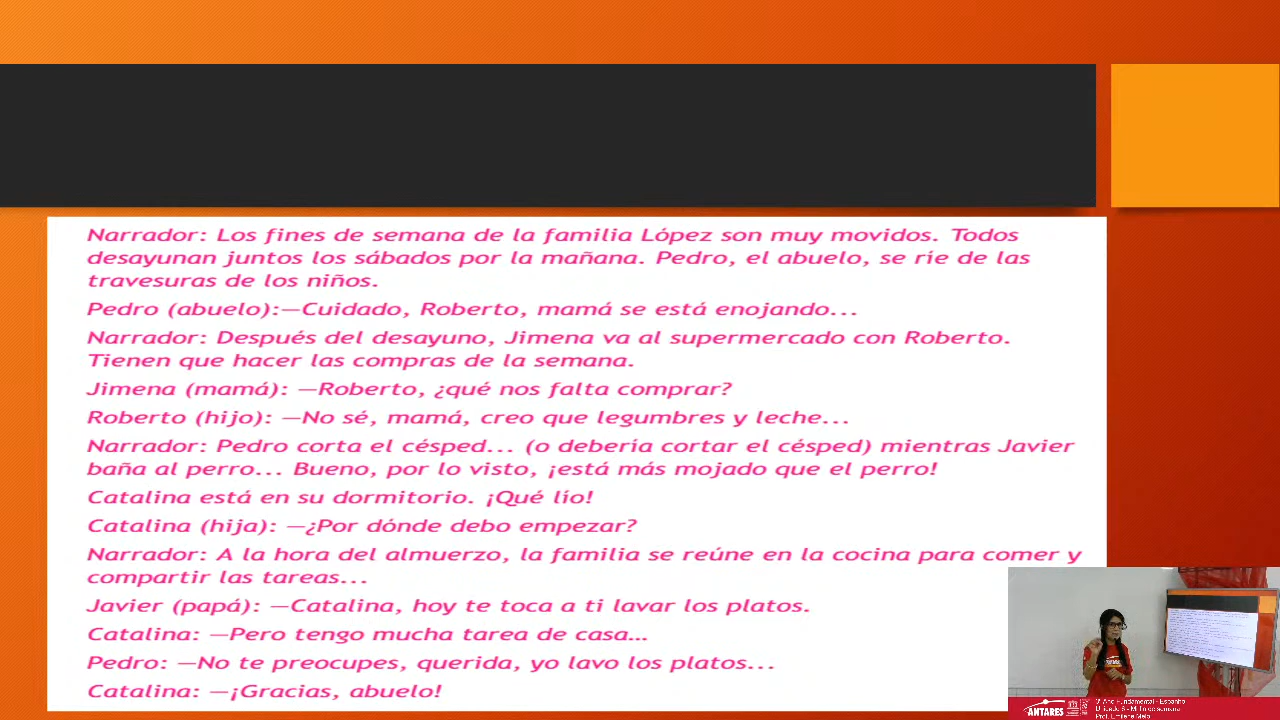 Narrador: Los fines de semana de la familia López son muy movidos. Todos
desayunan juntos los sábados por la mañana. Pedro, el abuelo, se ríe de las
travesuras de los niños.
Pedro (abuelo):—Cuidado, Roberto, mamá se está enojando...
Narrador: Después del desayuno, Jimena va al supermercado con Roberto.
Tienen que hacer las compras de la semana.
Jimena (mamá): —Roberto, ¿qué nos falta comprar?
Roberto (hijo): —No sé, mamá, creo que legumbres y leche...
Narrador: Pedro corta el césped... (o debería cortar el césped) mientras Javier
baña al perro... Bueno, por lo visto, ¡está más mojado que el perro!
Catalina está en su dormitorio. ¡Qué lío!
Catalina (hija): —¿Por dónde debo empezar?
Narrador: A la hora del almuerzo, la familia se reúne en la cocina para comer y
compartir las tareas...
Javier (papá): —Catalina, hoy te toca a ti lavar los platos.
Catalina: —Pero tengo mucha tarea de casa...
Pedro: —No te preocupes, querida, yo lavo los platos...
Catalina: —¡Gracias, abuelo!
ANTARES
3º Ano Fundamental - Espanhol
Prof. Emilene Melo